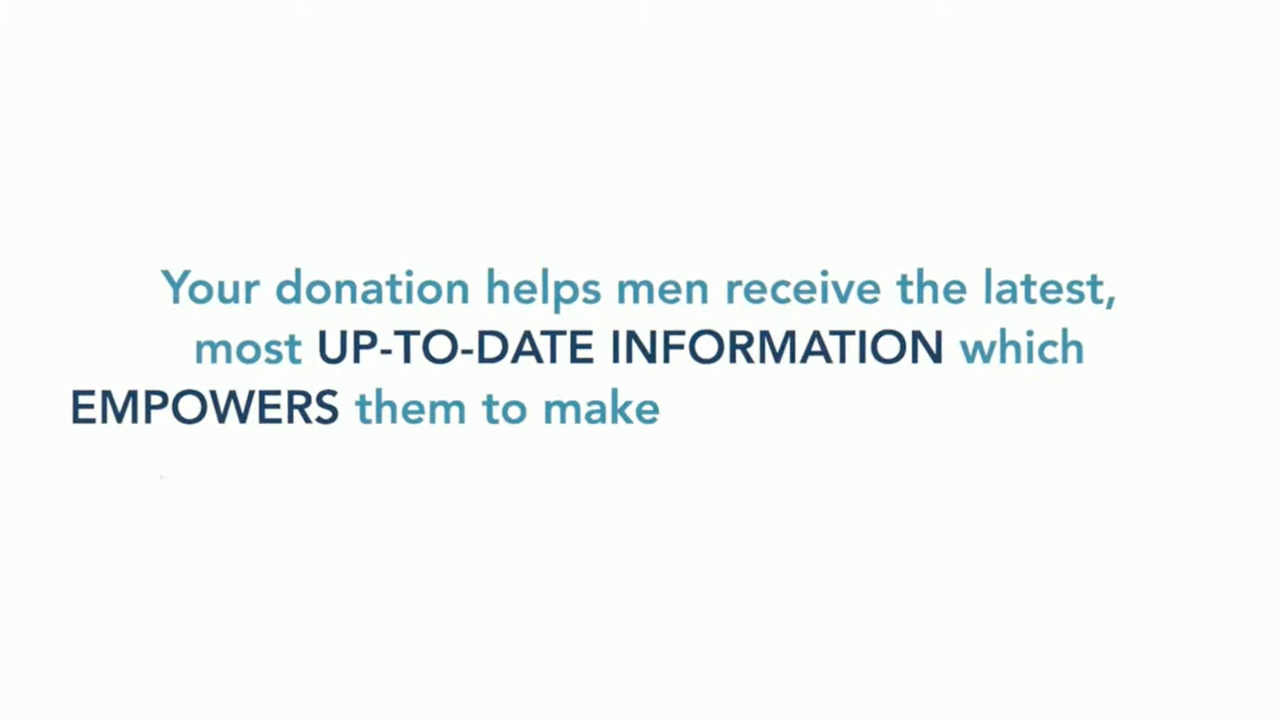 Your donation helps men receive the latest,
most UP-TO-DATE INFORMATION which
EMPOWERS them to make